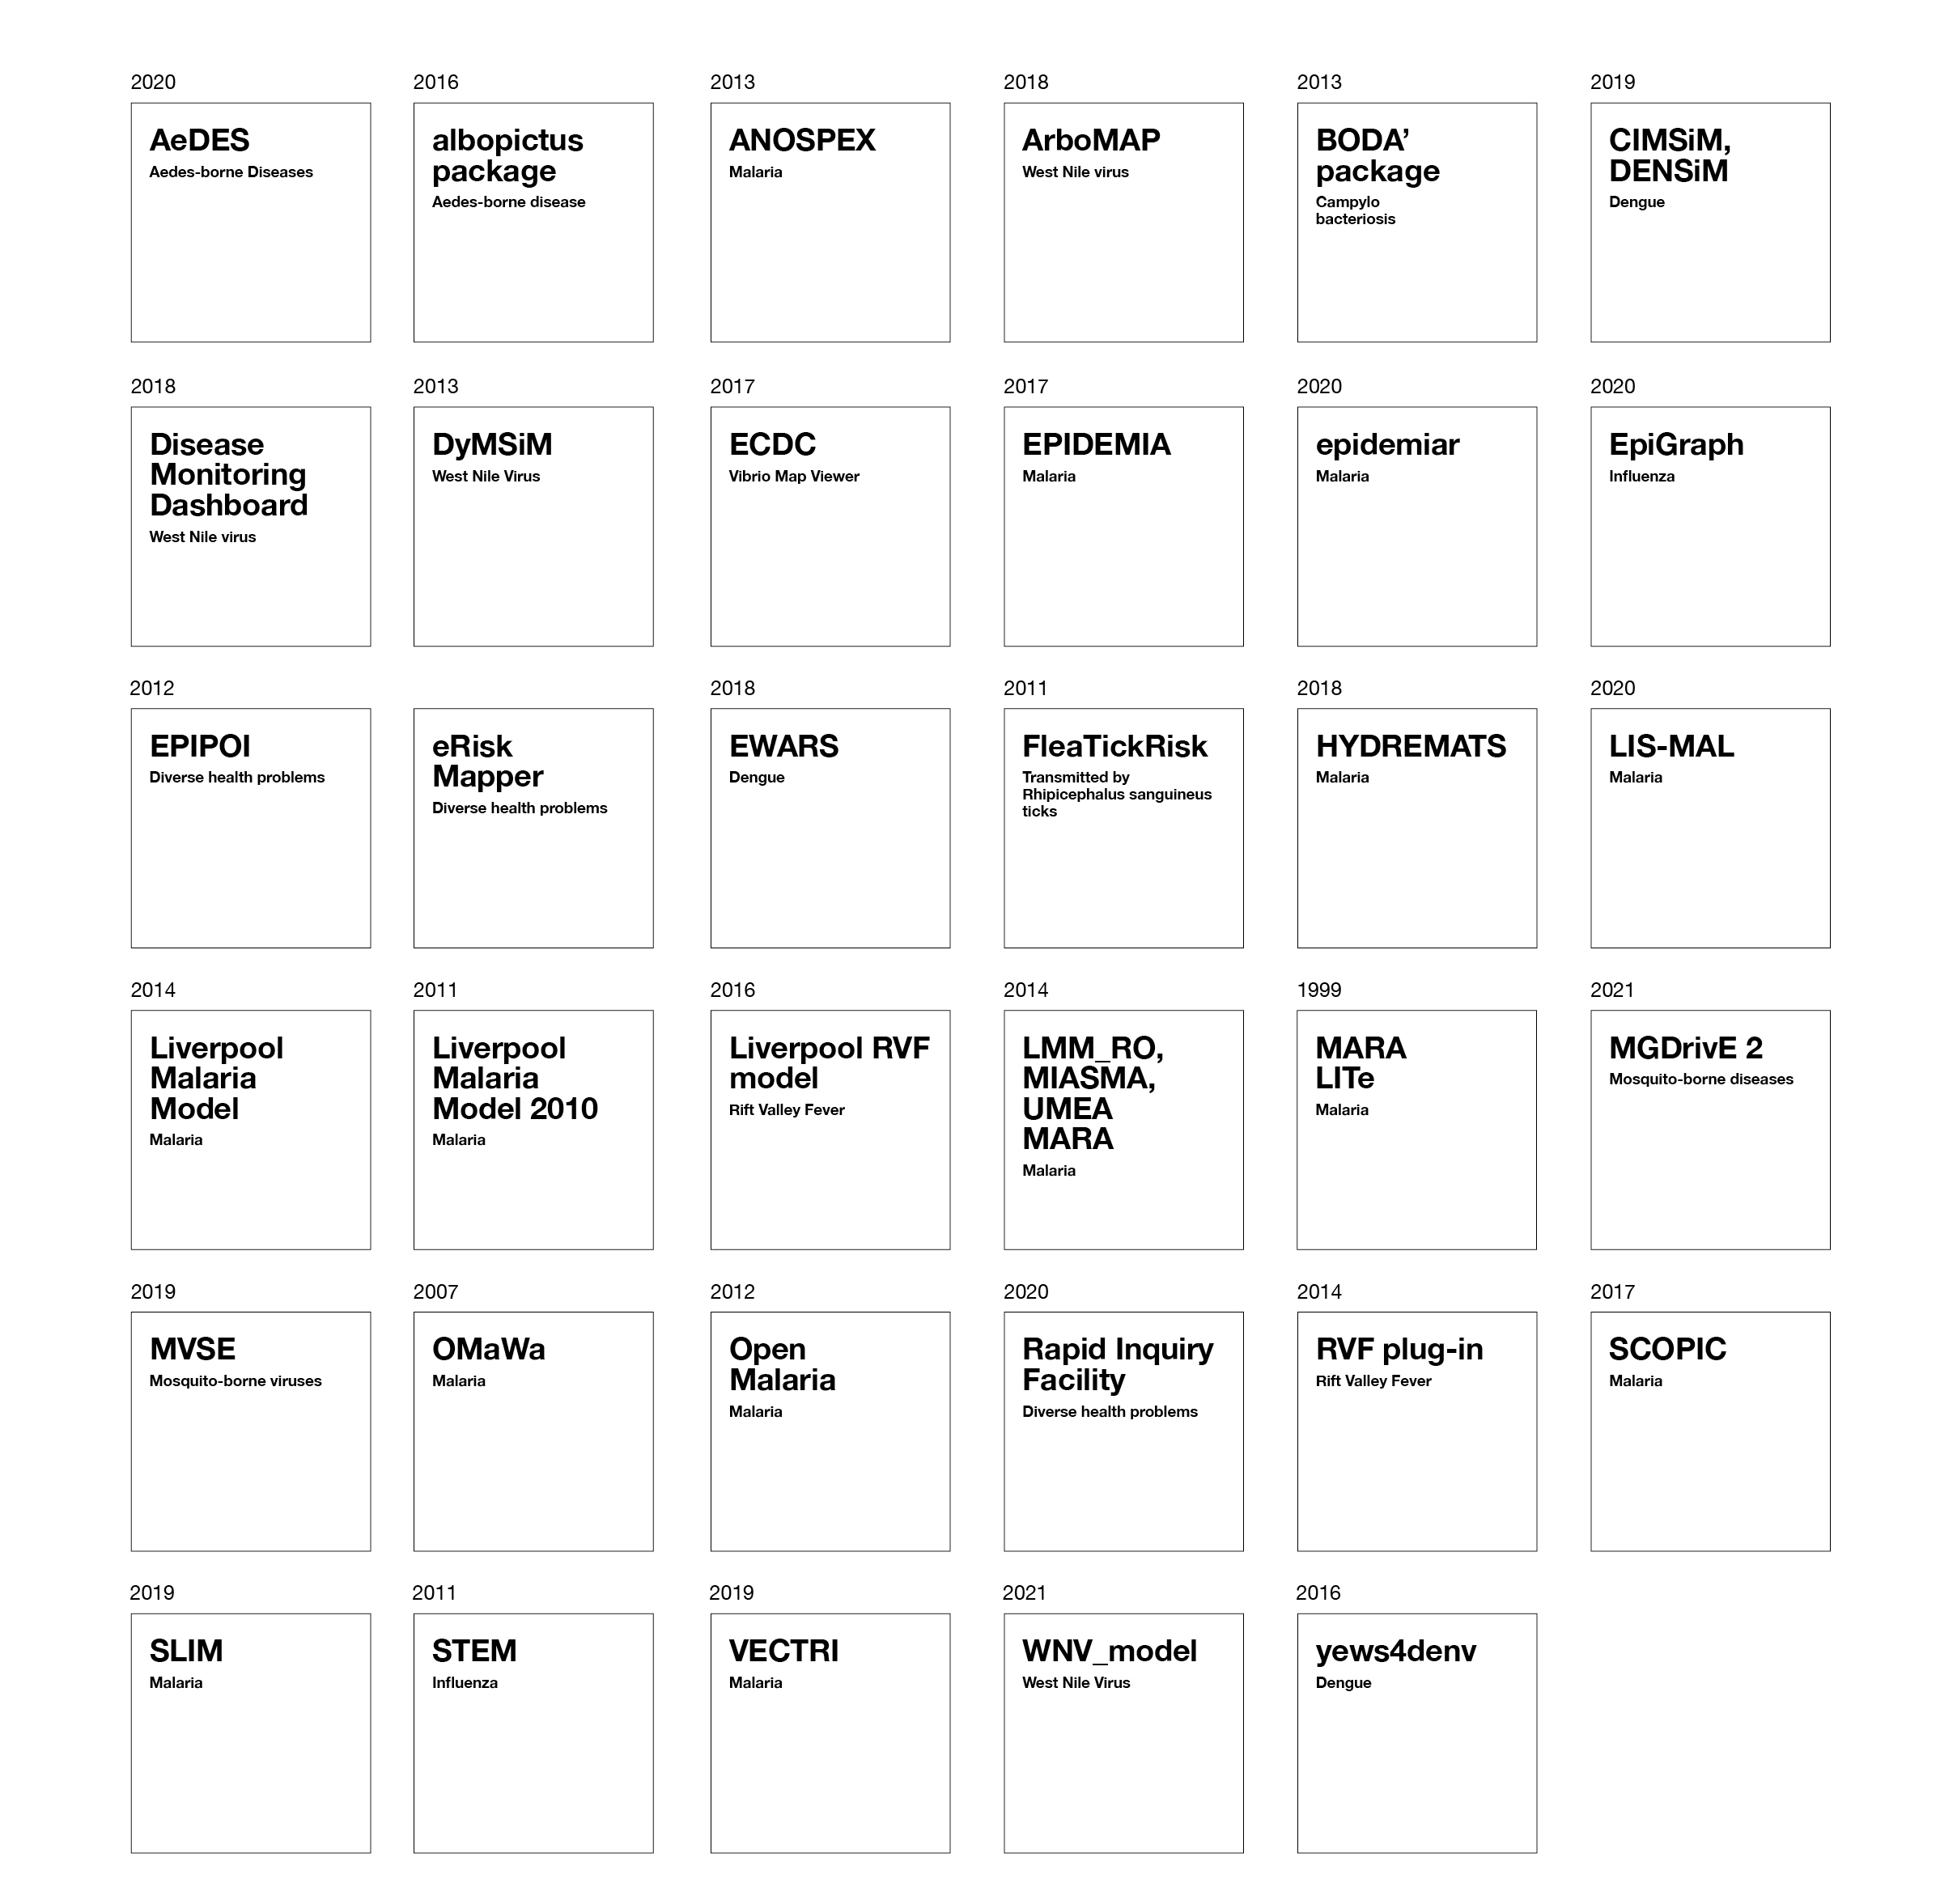 2020
AeDES
Aedes-borne Diseases
2016
albopictus
package
Aedes-borne disease
2013
ANOSPEX
Malaria
2018
ArboMAP
West Nile virus
2013
BODA’
package
Campylo
bacteriosis
2019
CIMSiM,
DENSiM
Dengue
2018
Disease
Monitoring
Dashboard
West Nile virus
2013
DyMSiM
West Nile Virus
2017
ECDC
Vibrio Map Viewer
2017
EPIDEMIA
Malaria
2020
epidemiar
Malaria
2020
EpiGraph
Influenza
2012
EPIPOI
Diverse health problems
eRisk
Mapper
Diverse health problems
2018
EWARS
Dengue
2011
FleaTickRisk
Transmitted by
Rhipicephalus sanguineus
ticks
2018
HYDREMATS
Malaria
2020
LIS-MAL
Malaria
2014
Liverpool
Malaria
Model
Malaria
2011
Liverpool
Malaria
Model 2010
Malaria
2016
Liverpool RVF
model
Rift Valley Fever
2014
LMM_RO,
MIASMA,
UMEA
MARA
Malaria
1999
MARA
LITe
Malaria
2021
MGDrivE 2
Mosquito-borne diseases
2019
MVSE
Mosquito-borne viruses
2007
OMaWa
Malaria
2012
Open
Malaria
Malaria
2020
Rapid Inquiry
Facility
Diverse health problems
2014
RVF plug-in
Rift Valley Fever
2017
SCOPIC
Malaria
2019
SLIM
Malaria
2011
STEM
Influenza
2019
VECTRI
Malaria
2021
WNV_model
West Nile Virus
2016
yews4denv
Dengue